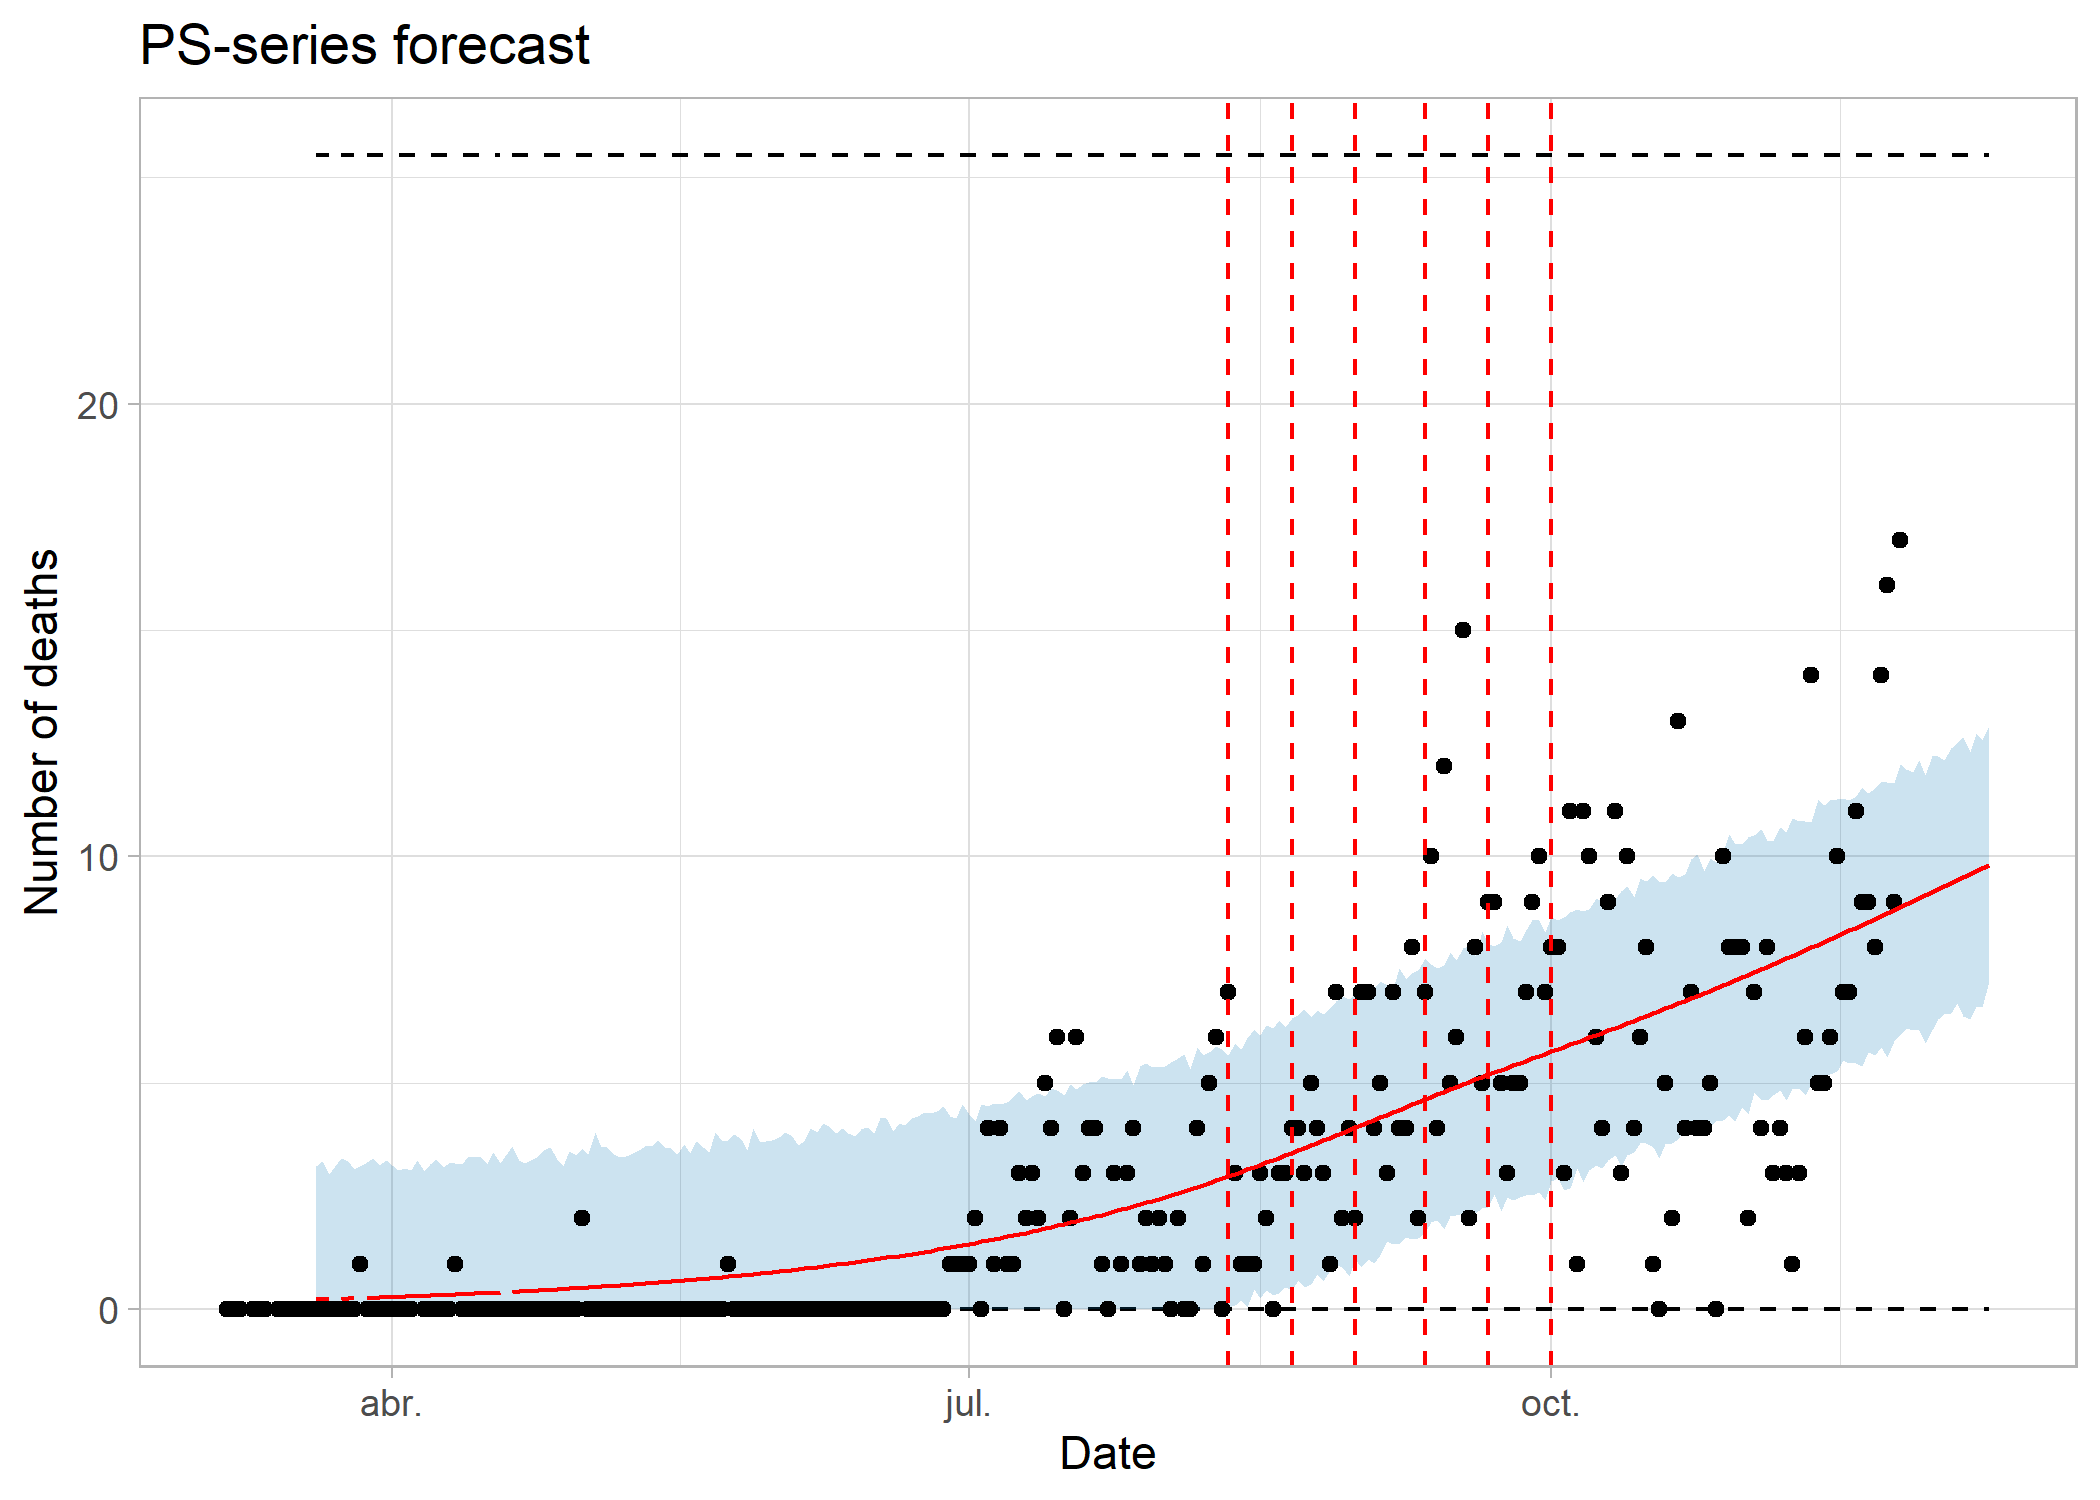 PS-series forecast
Number of deaths
20
10
0
abr.
jul.
oct.
Date